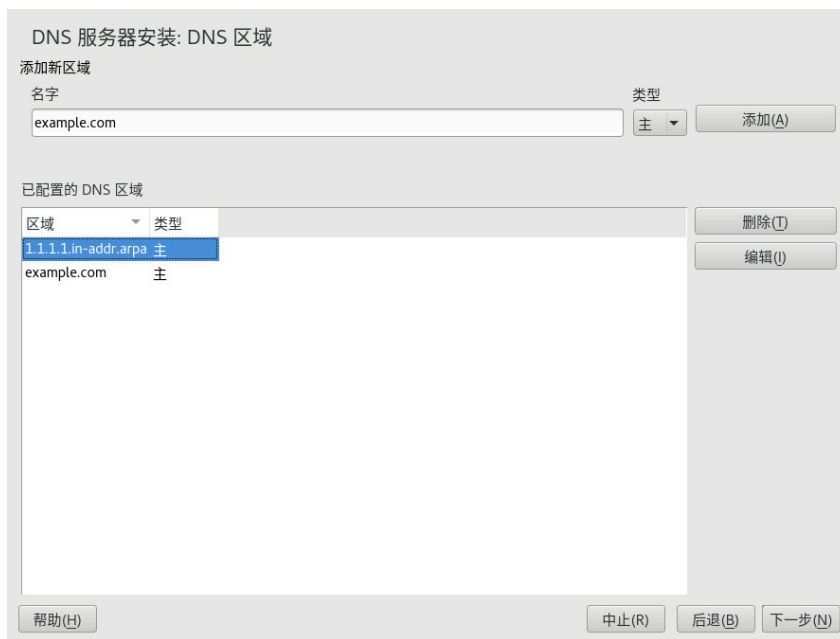 DNS 服务器安装: DNS 区域
添加新区域
名字
类型
example.com
主
添加(A)
已配置的 DNS 区域
区域 类型
删除(T)
1.1.1.1.in-addr.arpa 主
编辑(I)
example.com 主
帮助(H)
中止(R)
后退(B)
下一步(N)